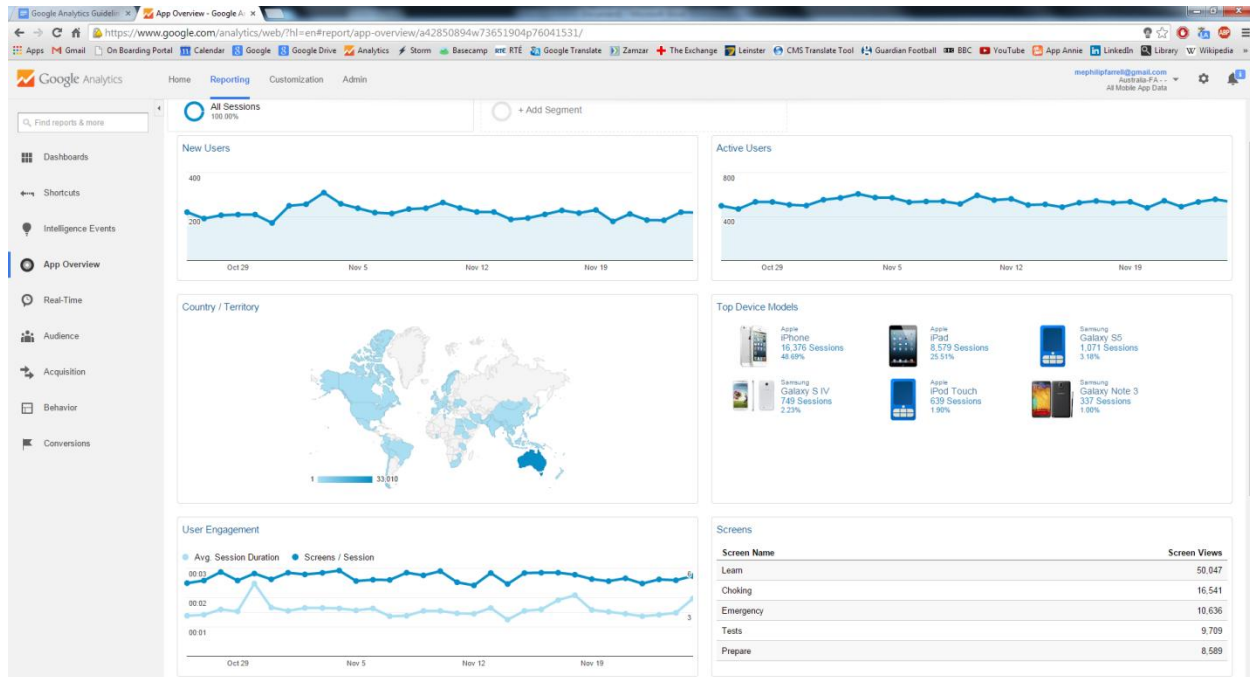 Google Analytics Guidelin
App Overview - Google A
https://www.google.com/analytics/web/?hl=en#report/app-overview/a42850894w73651904p76041531/
Apps Gmail On Boarding Portal Calendar Google Google Drive Analytics Storm Basecamp RTÉ Google Translate Zamzar The Exchange Leinster CMS Translate Tool Guardian Football BBC YouTube App Annie LinkedIn Library Wikipedia »
Google Analytics
Home Reporting Customization Admin
mephilipfarrell@gmail.com
Australia-FA - -
All Mobile App Data
Find reports & more
Dashboards
Shortcuts
Intelligence Events
App Overview
Real-Time
Audience
Acquisition
Behavior
Conversions
All Sessions
100.00%
+ Add Segment
New Users
400
200
Oct 29 Nov 5 Nov 12 Nov 19
Active Users
800
400
Oct 29 Nov 5 Nov 12 Nov 19
Country / Territory
1 33,010
Top Device Models
Apple
iPhone
16,376 Sessions
48.69%
Apple
iPad
8,579 Sessions
25.51%
Samsung
Galaxy S5
1,071 Sessions
3.18%
Samsung
Galaxy S IV
749 Sessions
2.23%
Apple
iPod Touch
639 Sessions
1.90%
Samsung
Galaxy Note 3
337 Sessions
1.00%
User Engagement
Avg. Session Duration Screens / Session
00:03 6
00:02
3
00:01
Oct 29 Nov 5 Nov 12 Nov 19
Screens
Screen Name Screen Views
Learn 50,047
Choking 16,541
Emergency 10,636
Tests 9,709
Prepare 8,589